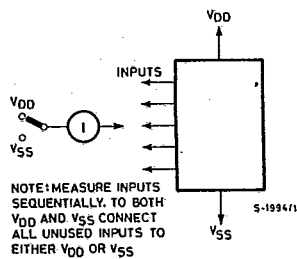 VDD
INPUTS
VDD
I
VSS
NOTE: MEASURE INPUTS
SEQUENTIALLY. TO BOTH
VDD AND VSS CONNECT
ALL UNUSED INPUTS TO
EITHER VDD OR VSS
VSS
S-1994/1